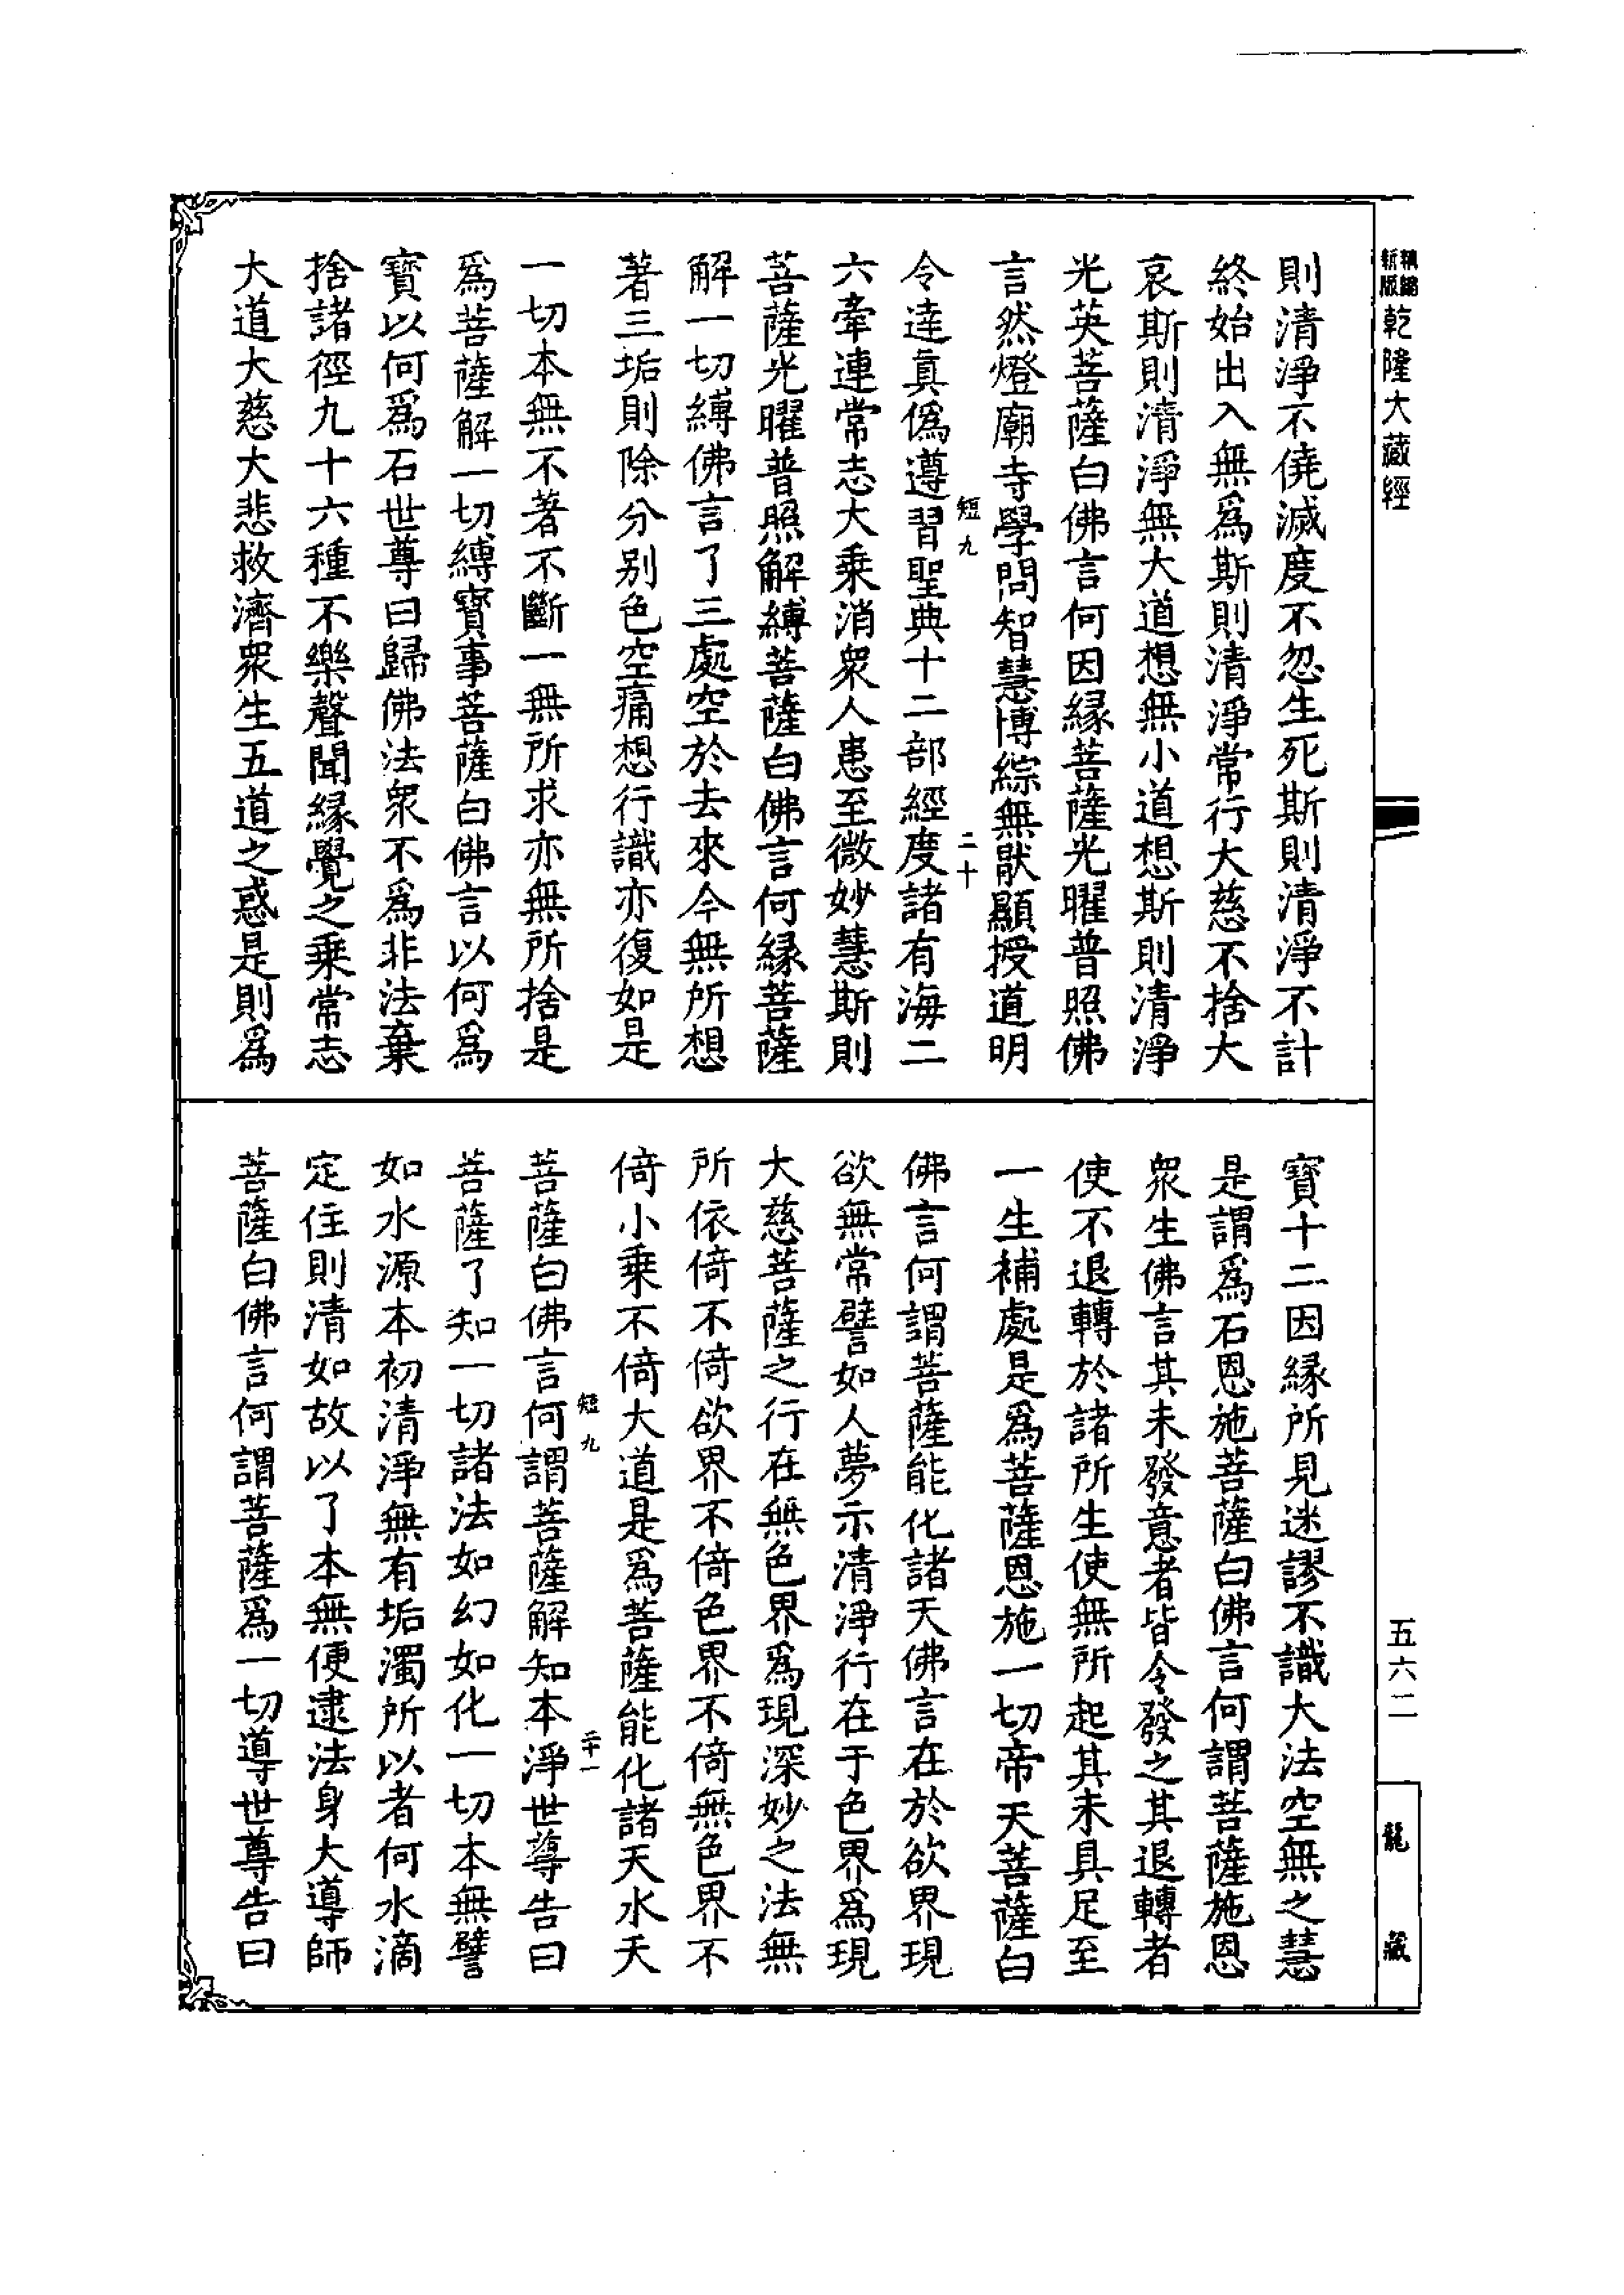 乾隆大藏經
則清淨不僥滅度不忽生死斯則清淨不計
終始出入無爲斯則清淨常行大慈不捨大
哀斯則清淨無大道想無小道想斯則清淨
光英菩薩白佛言何因緣菩薩光曜普照佛
言然燈廟寺學問智慧博綜無猒顯授道明
短九
二十
令達真僞遵習聖典十二部經度諸有海二
六牽連常志大乘消衆人患至微妙慧斯則
菩薩光曜普照解縛菩薩白佛言何緣菩薩
解一切縛佛言了三處空於去來今無所想
著三垢則除分别色空痛想行識亦復如是
一切本無不著不斷一無所求亦無所捨是
爲菩薩解一切縛寳事菩薩白佛言以何爲
寳以何爲石世尊曰歸佛法衆不爲非法棄
捨諸徑九十六種不樂聲聞緣覺之乘常志
大道大慈大悲救濟衆生五道之惑是則爲
寳十二因緣所見迷謬不識大法空無之慧
是謂爲石恩施菩薩白佛言何謂菩薩施恩
衆生佛言其未發意者皆令發之其退轉者
使不退轉於諸所生使無所起其未具足至
一生補處是爲菩薩恩施一切帝天菩薩白
佛言何謂菩薩能化諸天佛言在於欲界現
欲無常譬如人夢示清淨行在于色界爲現
大慈菩薩之行在無色界爲現深妙之法無
所依倚不倚欲界不倚色界不倚無色界不
倚小乘不倚大道是爲菩薩能化諸天水天
短九
二十一
菩薩白佛言何謂菩薩解知本淨世尊告曰
菩薩了知一切諸法如幻如化一切本無譬
如水源本初清淨無有垢濁所以者何水滴
定住則清如故以了本無便逮法身大導師
菩薩白佛言何謂菩薩爲一切導世尊告曰
五六二
龍藏